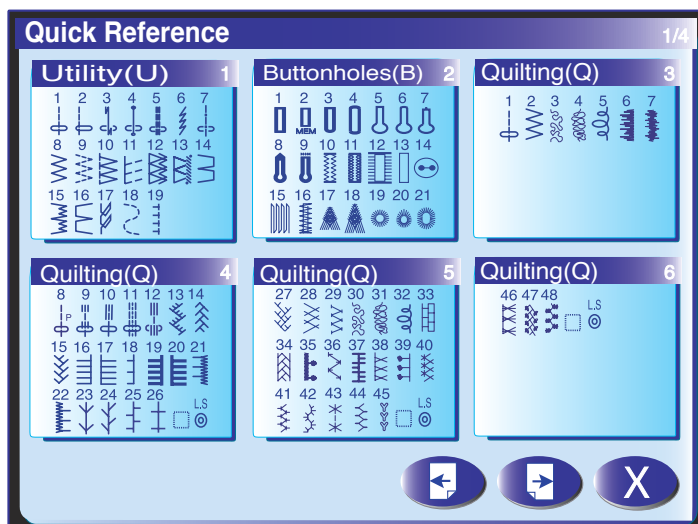 Quick Reference 1/4
Utility(U) 1
1 2 3 4 5 6 7
8 9 10 11 12 13 14
15 16 17 18 19
Buttonholes(B) 2
1 2 3 4 5 6 7
MEM
8 9 10 11 12 13 14
15 16 17 18 19 20 21
Quilting(Q) 3
1 2 3 4 5 6 7
Quilting(Q) 4
8 9 10 11 12 13 14
P
15 16 17 18 19 20 21
22 23 24 25 26 L.S
Quilting(Q) 5
27 28 29 30 31 32 33
34 35 36 37 38 39 40
41 42 43 44 45 L.S
Quilting(Q) 6
46 47 48 L.S
X